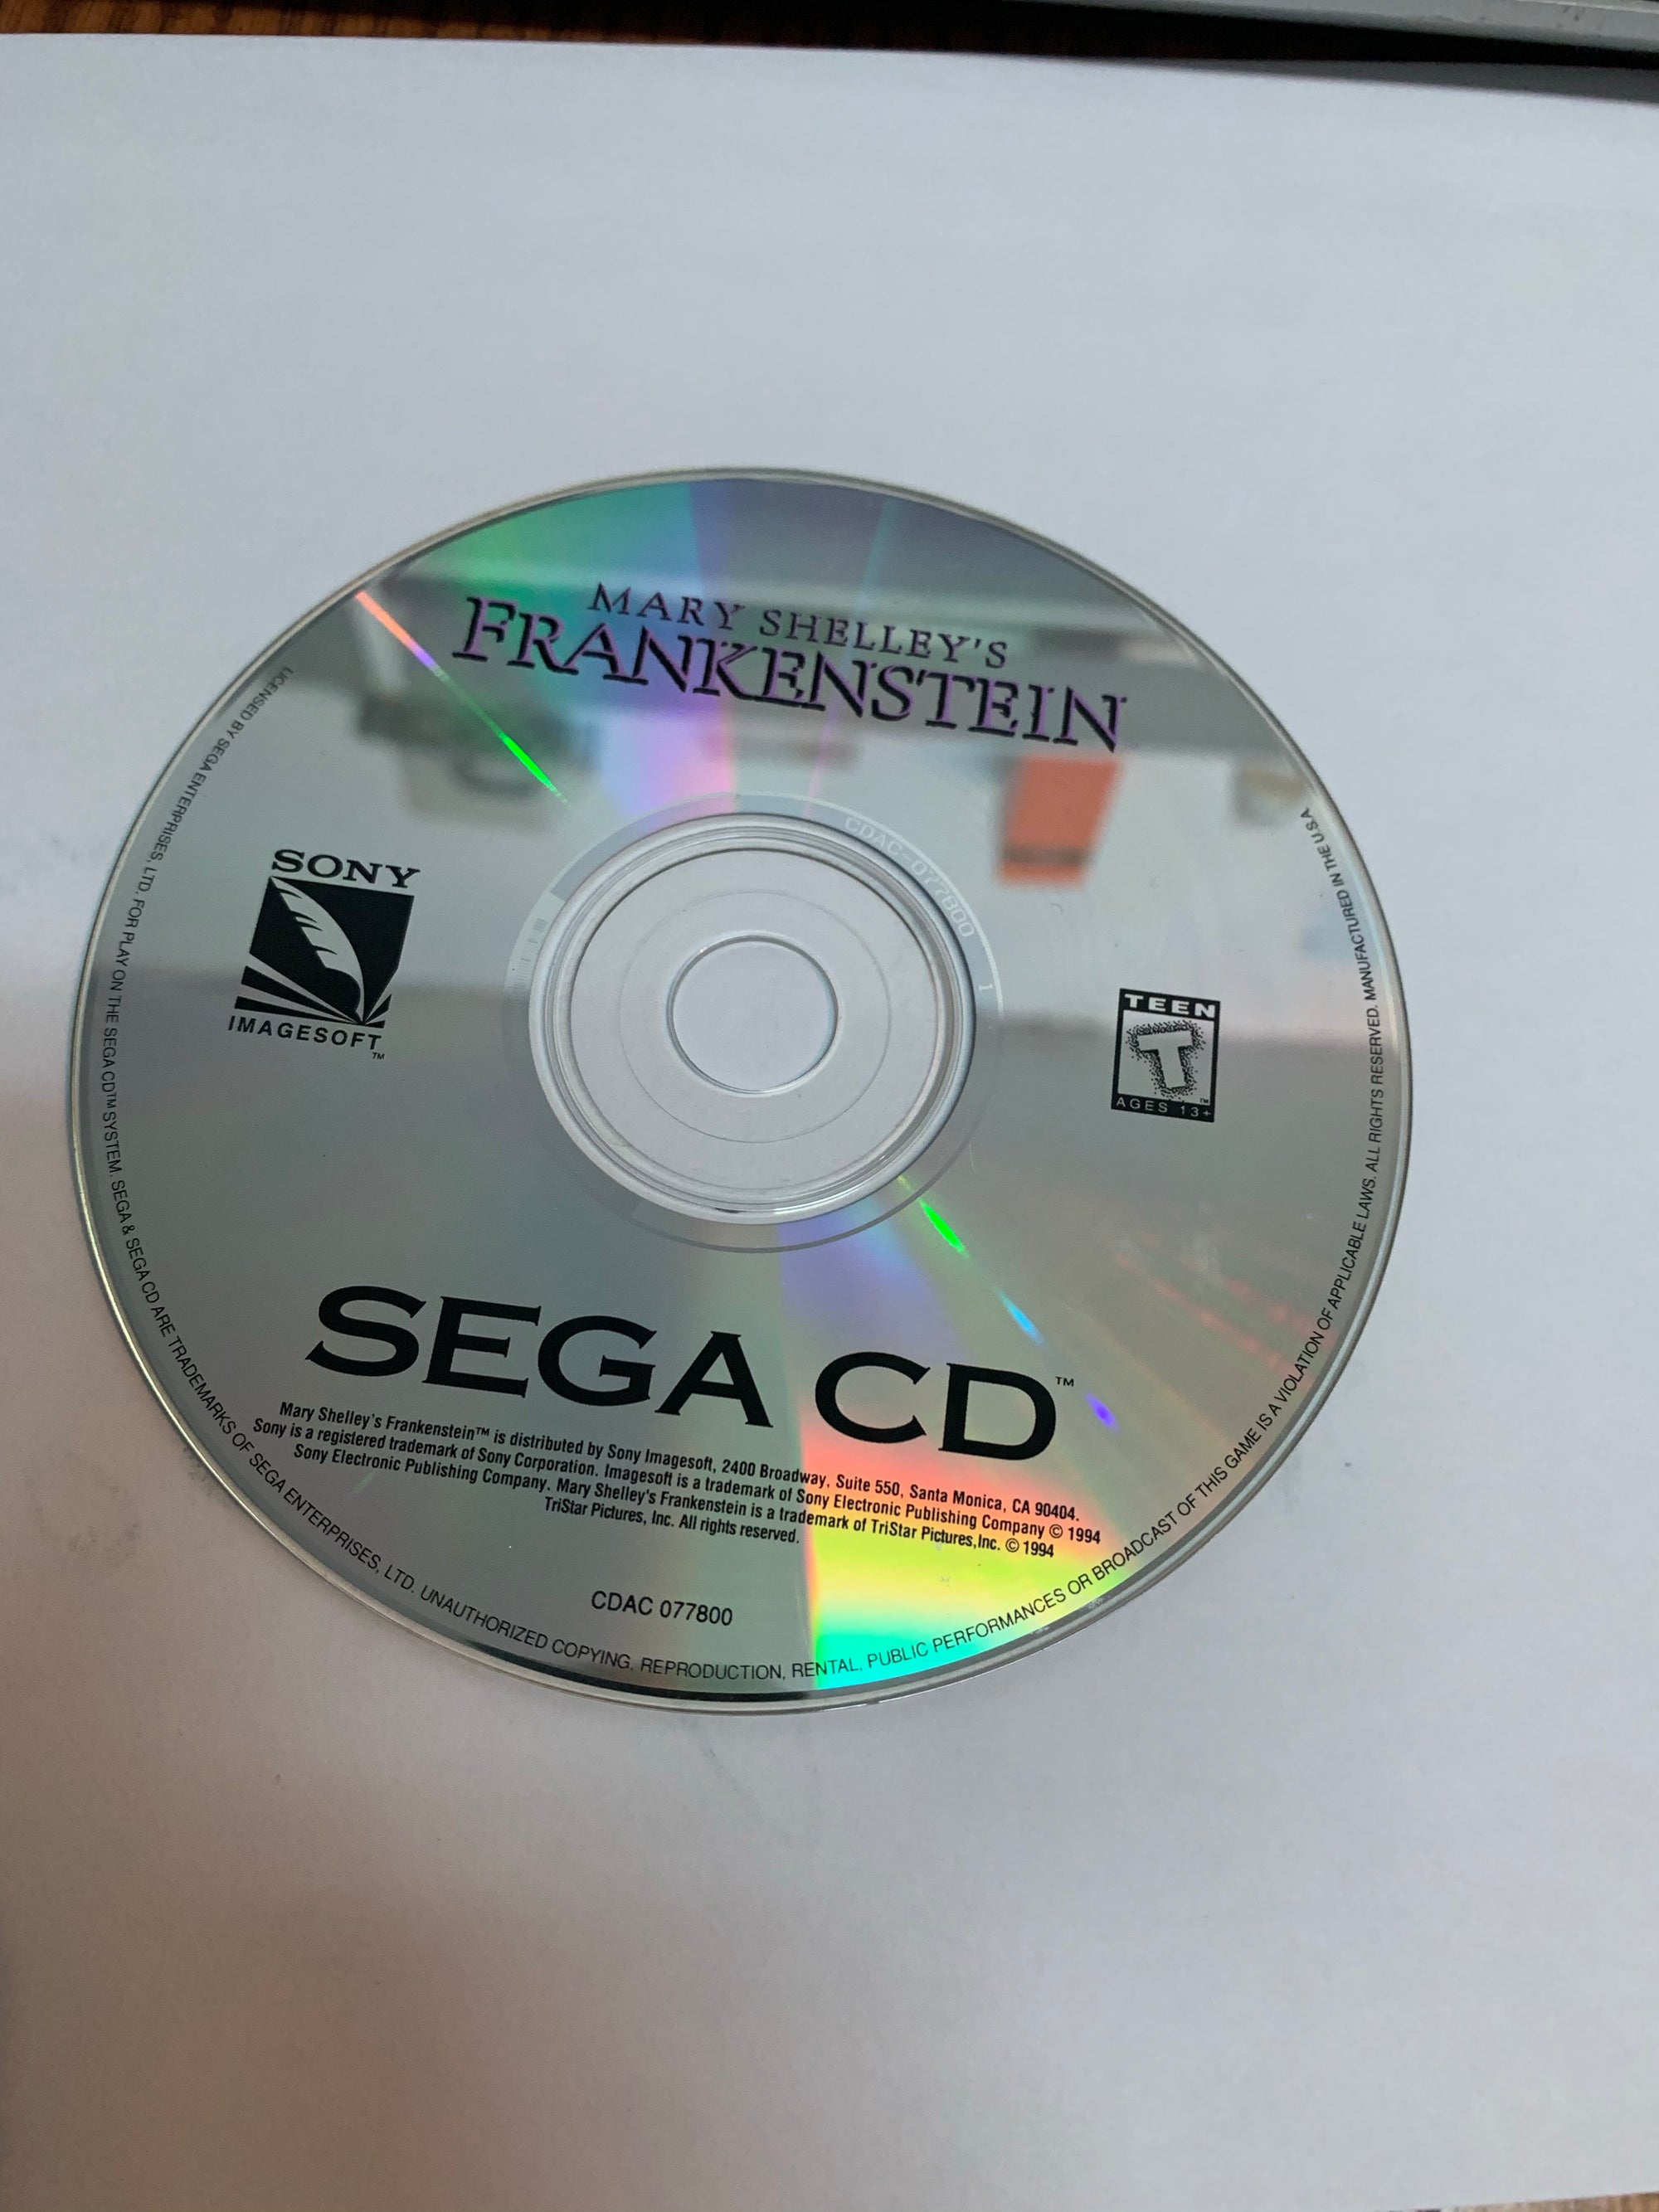 MARY SHELLEY'S
FRANKENSTEIN
CDAC-077800 1
SONY
IMAGESOFT™
TEEN
T™
AGES 13+
SEGA CD™
Mary Shelley's Frankenstein™ is distributed by Sony Imagesoft, 2400 Broadway, Suite 550, Santa Monica, CA 90404.
Sony is a registered trademark of Sony Corporation. Imagesoft is a trademark of Sony Electronic Publishing Company © 1994
Sony Electronic Publishing Company. Mary Shelley's Frankenstein is a trademark of TriStar Pictures,Inc. © 1994
TriStar Pictures, Inc. All rights reserved.
CDAC 077800
LICENSED BY SEGA ENTERPRISES, LTD. FOR PLAY ON THE SEGA CD™ SYSTEM. SEGA & SEGA CD ARE TRADEMARKS OF SEGA ENTERPRISES, LTD. UNAUTHORIZED COPYING, REPRODUCTION, RENTAL, PUBLIC PERFORMANCES OR BROADCAST OF THIS GAME IS A VIOLATION OF APPLICABLE LAWS. ALL RIGHTS RESERVED. MANUFACTURED IN THE U.S.A.